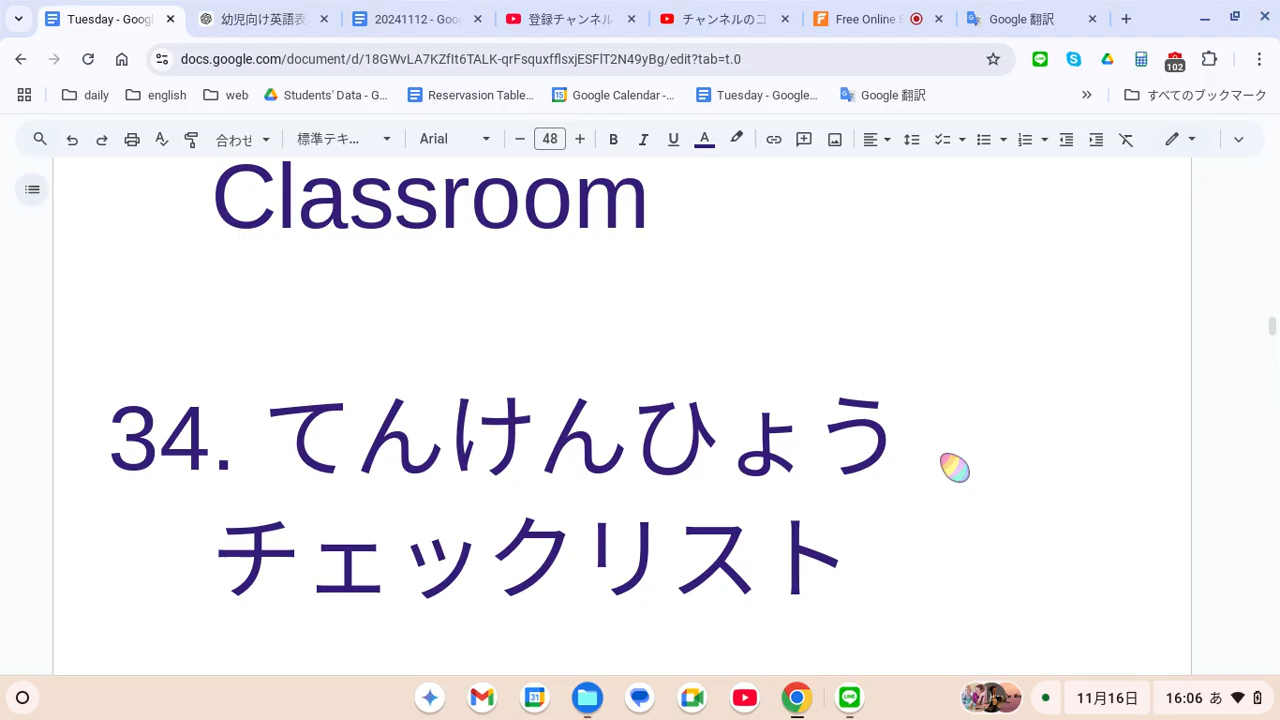 Tuesday - Googl
幼児向け英語表
20241112 - Goo
登録チャンネル
チャンネルのコ
Free Online S
Google 翻訳
docs.google.com/document/d/18GWvLA7KZfIt6TALK-qrFsquxfflsxjESFlT2N49yBg/edit?tab=t.0
102
daily
english
web
Students' Data - G...
Reservation Table...
Google Calendar -...
Tuesday - Google...
Google 翻訳
すべてのブックマーク
合わせ
標準テキ...
Arial
48
Classroom
34. てんけんひょう
チェックリスト
11月16日
16:06 あ